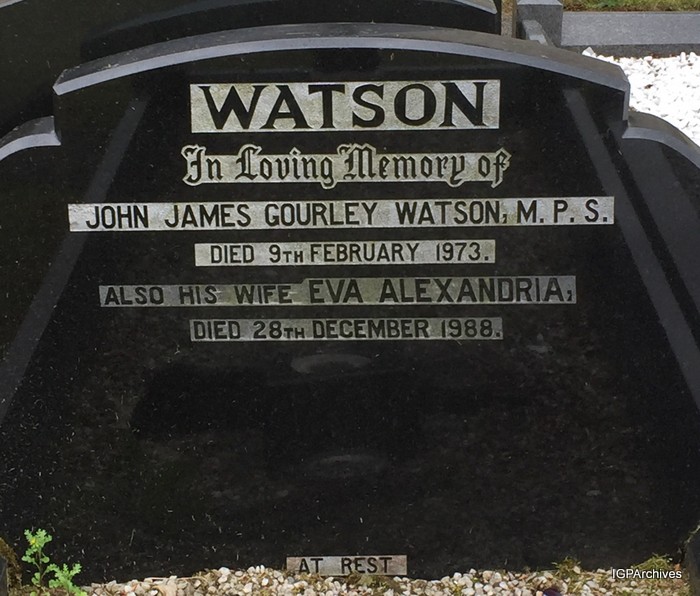 WATSON
In Loving Memory of
JOHN JAMES GOURLEY WATSON, M. P. S.
DIED 9TH FEBRUARY 1973.
ALSO HIS WIFE EVA ALEXANDRIA,
DIED 28TH DECEMBER 1988.
AT REST
IGPArchives